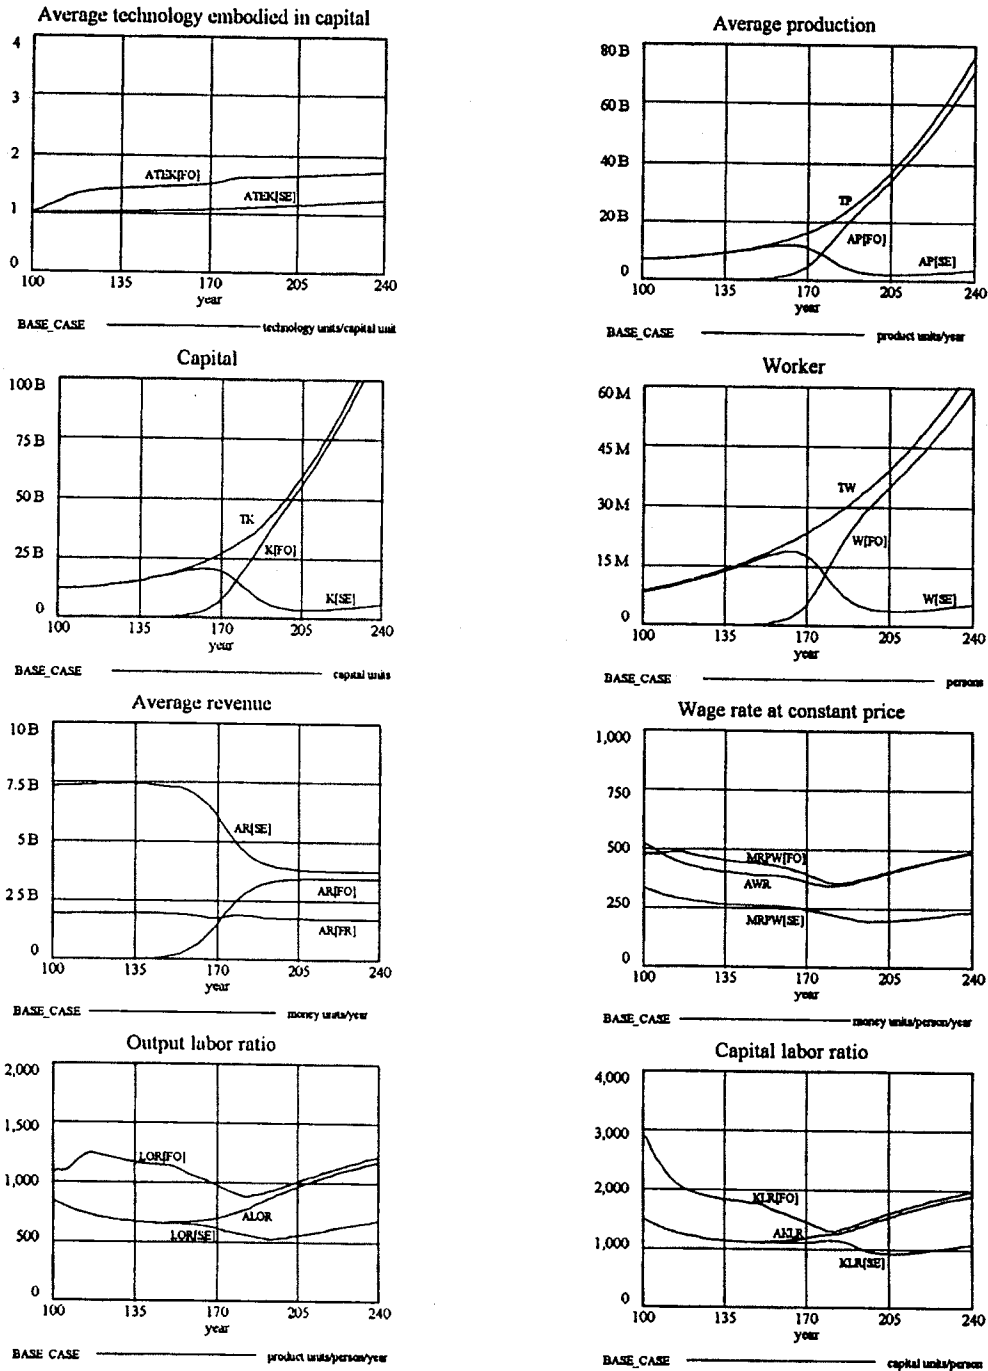 Average technology embodied in capital
4
3
2
1
0
ATEK[FO]
ATEK[SE]
100 135 170 205 240
year
BASE_CASE technology units/capital unit
Average production
80 B
60 B
40 B
20 B
0
TP
AP[FO]
AP[SE]
100 135 170 205 240
year
BASE_CASE product units/year
Capital
100 B
75 B
50 B
25 B
0
TK
K[FO]
K[SE]
100 135 170 205 240
year
BASE_CASE capital units
Worker
60 M
45 M
30 M
15 M
0
TW
W[FO]
W[SE]
100 135 170 205 240
year
BASE_CASE persons
Average revenue
10 B
7.5 B
5 B
2.5 B
0
AR[SE]
AR[FO]
AR[FR]
100 135 170 205 240
year
BASE_CASE money units/year
Wage rate at constant price
1,000
750
500
250
0
MRPW[FO]
AWR
MRPW[SE]
100 135 170 205 240
year
BASE_CASE money units/person/year
Output labor ratio
2,000
1,500
1,000
500
0
LOR[FO]
ALOR
LOR[SE]
100 135 170 205 240
year
BASE CASE product units/person/year
Capital labor ratio
4,000
3,000
2,000
1,000
0
KLR[FO]
AKLR
KLR[SE]
100 135 170 205 240
year
BASE_CASE capital units/person